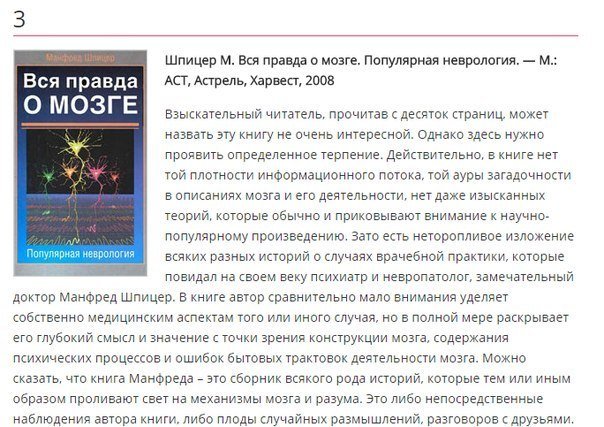 3
Манфред Шпицер
Вся правда
О МОЗГЕ
Популярная неврология
Шпицер М. Вся правда о мозге. Популярная неврология. — М.:
АСТ, Астрель, Харвест, 2008
Взыскательный читатель, прочитав с десяток страниц, может
назвать эту книгу не очень интересной. Однако здесь нужно
проявить определенное терпение. Действительно, в книге нет
той плотности информационного потока, той ауры загадочности
в описаниях мозга и его деятельности, нет даже изысканных
теорий, которые обычно и приковывают внимание к научно-
популярному произведению. Зато есть неторопливое изложение
всяких разных историй о случаях врачебной практики, которые
повидал на своем веку психиатр и невропатолог, замечательный
доктор Манфред Шпицер. В книге автор сравнительно мало внимания уделяет
собственно медицинским аспектам того или иного случая, но в полной мере раскрывает
его глубокий смысл и значение с точки зрения конструкции мозга, содержания
психических процессов и ошибок бытовых трактовок деятельности мозга. Можно
сказать, что книга Манфреда – это сборник всякого рода историй, которые тем или иным
образом проливают свет на механизмы мозга и разума. Это либо непосредственные
наблюдения автора книги, либо плоды случайных размышлений, разговоров с друзьями.